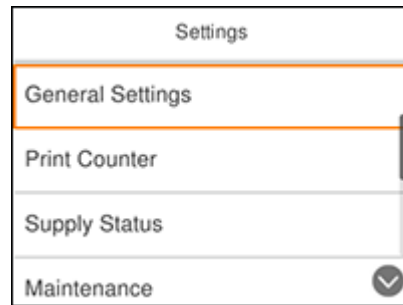 Settings
General Settings
Print Counter
Supply Status
Maintenance